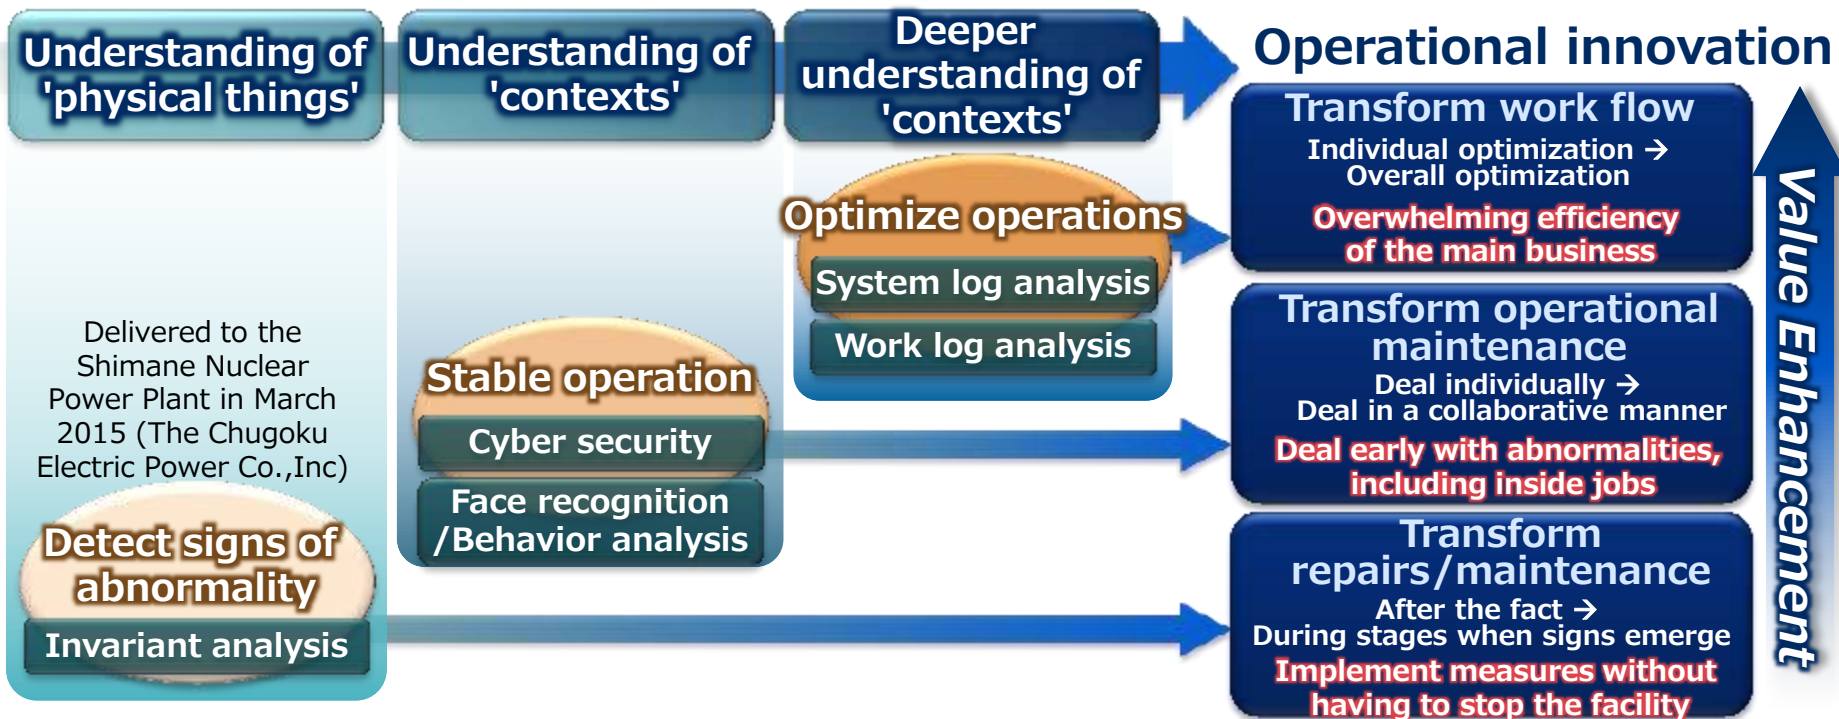 Understanding of
'physical things'
Understanding of
'contexts'
Deeper
understanding of
'contexts'
Operational innovation
Delivered to the
Shimane Nuclear
Power Plant in March
2015 (The Chugoku
Electric Power Co.,Inc)
Detect signs of
abnormality
Invariant analysis
Stable operation
Cyber security
Face recognition
/Behavior analysis
Optimize operations
System log analysis
Work log analysis
Transform work flow
Individual optimization →
Overall optimization
Overwhelming efficiency
of the main business
Transform operational
maintenance
Deal individually →
Deal in a collaborative manner
Deal early with abnormalities,
including inside jobs
Transform
repairs/maintenance
After the fact →
During stages when signs emerge
Implement measures without
having to stop the facility
Value Enhancement